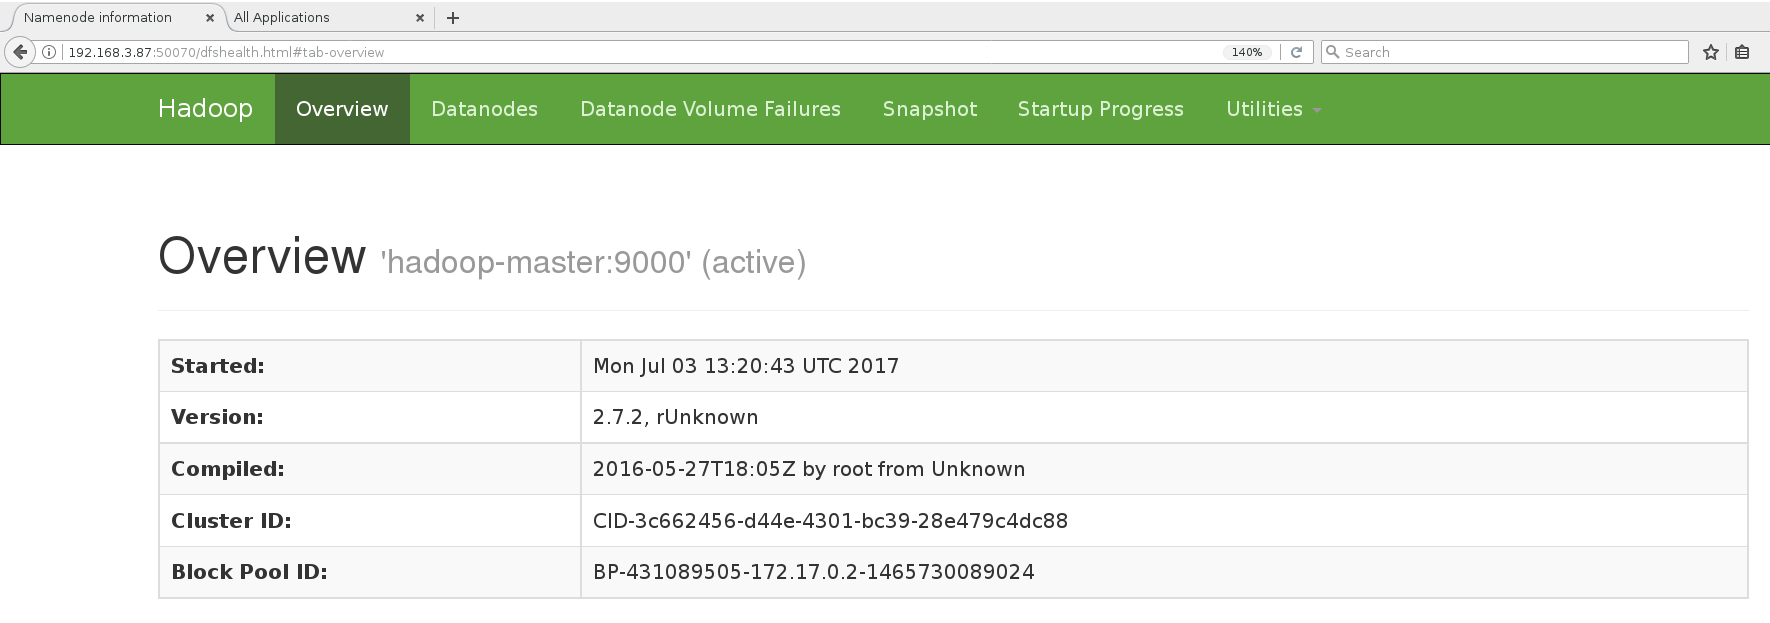 Namenode information × All Applications × +
192.168.3.87:50070/dfshealth.html#tab-overview 140% Search
Hadoop Overview Datanodes Datanode Volume Failures Snapshot Startup Progress Utilities
Overview 'hadoop-master:9000' (active)
Started: Mon Jul 03 13:20:43 UTC 2017
Version: 2.7.2, rUnknown
Compiled: 2016-05-27T18:05Z by root from Unknown
Cluster ID: CID-3c662456-d44e-4301-bc39-28e479c4dc88
Block Pool ID: BP-431089505-172.17.0.2-1465730089024